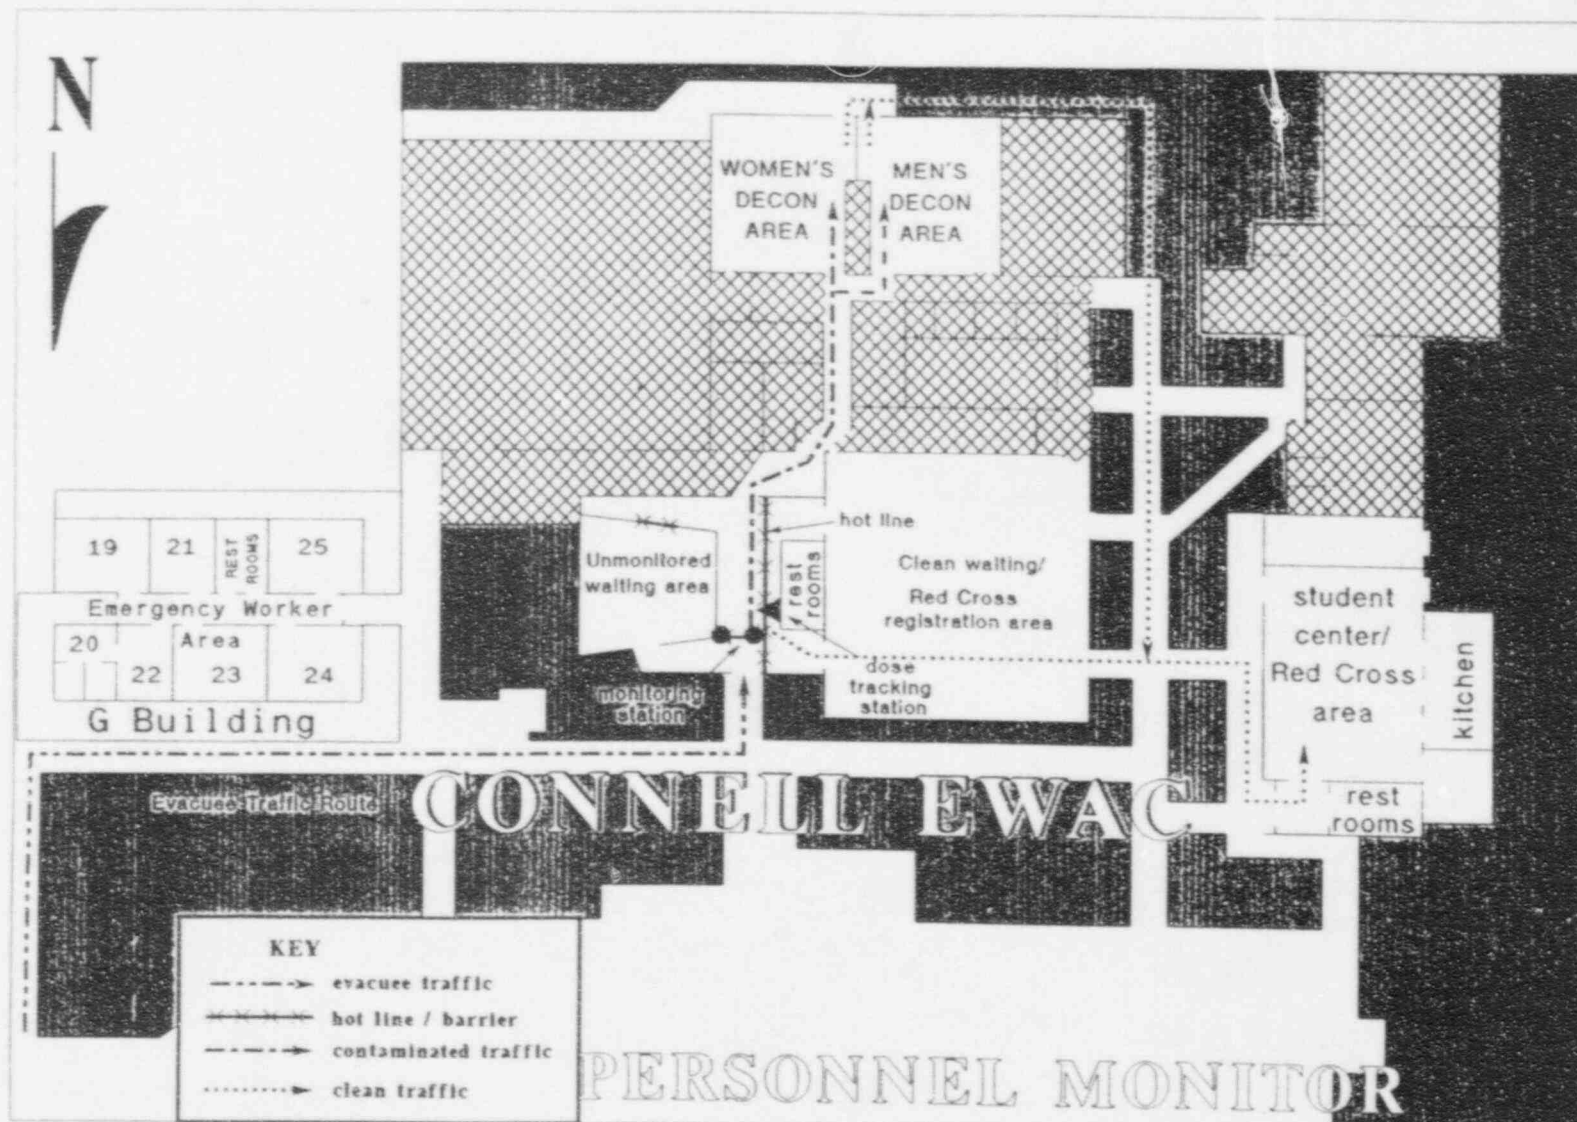 N
WOMEN'S
DECON
AREA
MEN'S
DECON
AREA
hot line
Unmonitored
waiting area
rest
rooms
Clean waiting/
Red Cross
registration area
dose
tracking
station
monitoring
station
19
21
REST
ROOMS
25
Emergency Worker
Area
20
22
23
24
G Building
student
center/
Red Cross
area
kitchen
rest
rooms
Evacuee Traffic Route
CONNELL EWAC
KEY
evacuee traffic
hot line / barrier
contaminated traffic
clean traffic
PERSONNEL MONITOR